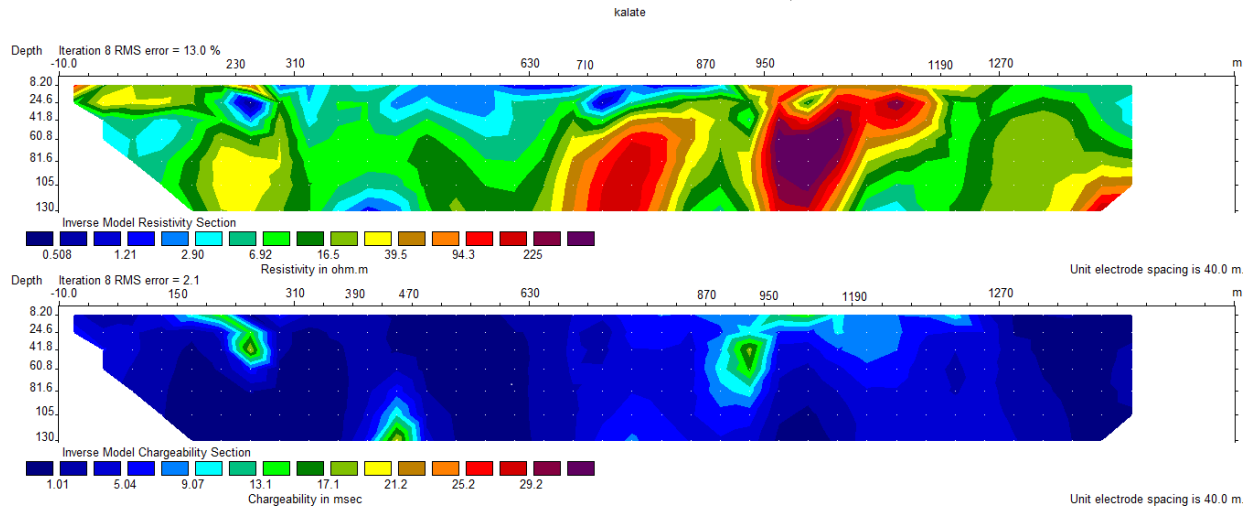 kalate
Depth Iteration 8 RMS error = 13.0 %
-10.0 230 310 630 710 870 950 1190 1270 m
8.20
24.6
41.8
60.8
81.6
105
130.
Inverse Model Resistivity Section
0.508 1.21 2.90 6.92 16.5 39.5 94.3 225
Resistivity in ohm.m Unit electrode spacing is 40.0 m.
Depth Iteration 8 RMS error = 2.1
-10.0 150 310 390 470 630 870 950 1190 1270 m
8.20
24.6
41.8
60.8
81.6
105
130.
Inverse Model Chargeability Section
1.01 5.04 9.07 13.1 17.1 21.2 25.2 29.2
Chargeability in msec Unit electrode spacing is 40.0 m.